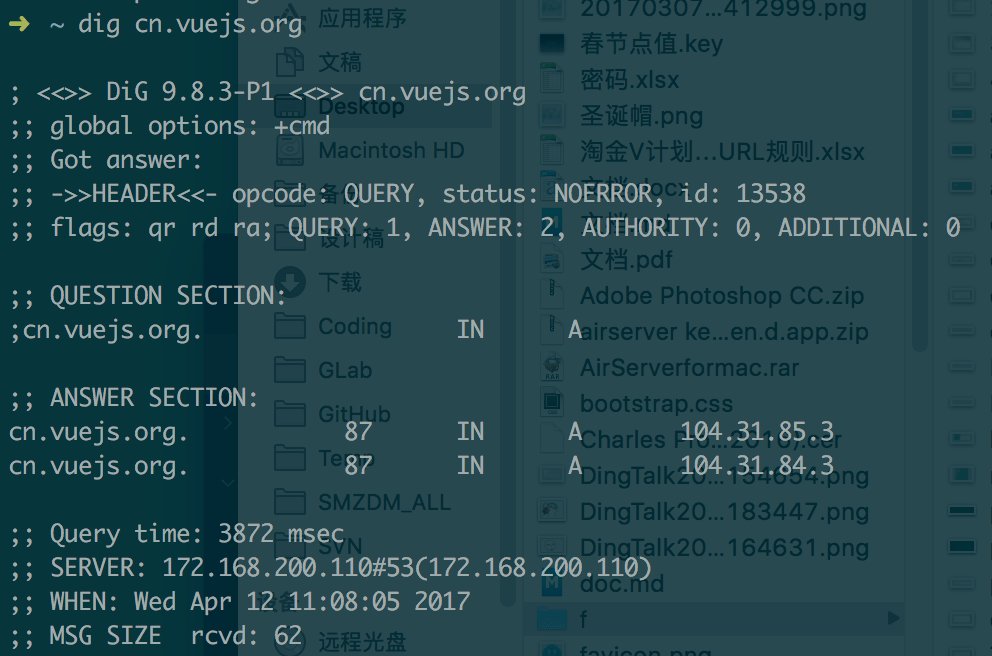 ➜ ~ dig cn.vuejs.org
; <<>> DiG 9.8.3-P1 <<>> cn.vuejs.org
;; global options: +cmd
;; Got answer:
;; ->>HEADER<<- opcode: QUERY, status: NOERROR, id: 13538
;; flags: qr rd ra; QUERY: 1, ANSWER: 2, AUTHORITY: 0, ADDITIONAL: 0
;; QUESTION SECTION:
;cn.vuejs.org. IN A
;; ANSWER SECTION:
cn.vuejs.org. 87 IN A 104.31.85.3
cn.vuejs.org. 87 IN A 104.31.84.3
;; Query time: 3872 msec
;; SERVER: 172.168.200.110#53(172.168.200.110)
;; WHEN: Wed Apr 12 11:08:05 2017
;; MSG SIZE rcvd: 62
应用程序
文稿
Desktop
Macintosh HD
设计稿
下载
Coding
GLab
GitHub
SMZDM_ALL
SVN
远程光盘
20170307...412999.png
春节点值.key
密码.xlsx
圣诞帽.png
淘金V计划...URL规则.xlsx
文档.docx
文档.pdf
Adobe Photoshop CC.zip
airserver ke...en.d.app.zip
AirServerformac.rar
bootstrap.css
DingTalk20...154654.png
DingTalk20...183447.png
DingTalk20...164631.png
doc.md
f
favicon.png